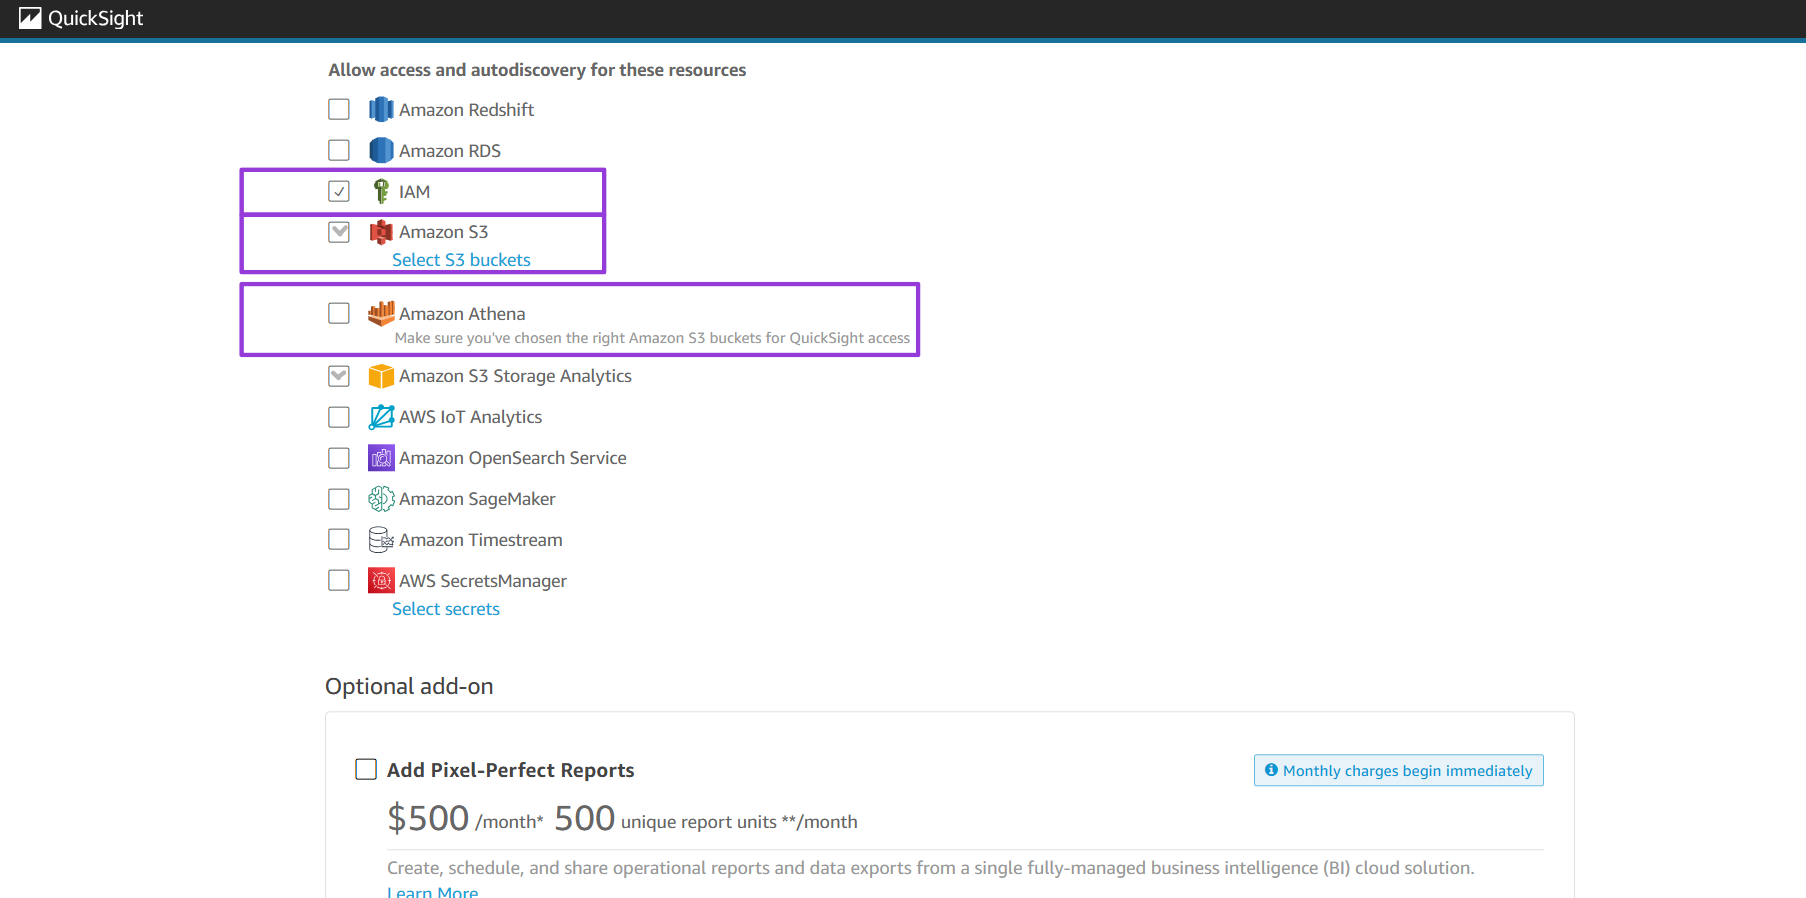 QuickSight
Allow access and autodiscovery for these resources
Amazon Redshift
Amazon RDS
IAM
Amazon S3
Select S3 buckets
Amazon Athena
Make sure you've chosen the right Amazon S3 buckets for QuickSight access
Amazon S3 Storage Analytics
AWS IoT Analytics
Amazon OpenSearch Service
Amazon SageMaker
Amazon Timestream
AWS SecretsManager
Select secrets
Optional add-on
Add Pixel-Perfect Reports
Monthly charges begin immediately
$500 /month* 500 unique report units **/month
Create, schedule, and share operational reports and data exports from a single fully-managed business intelligence (BI) cloud solution.
Learn More